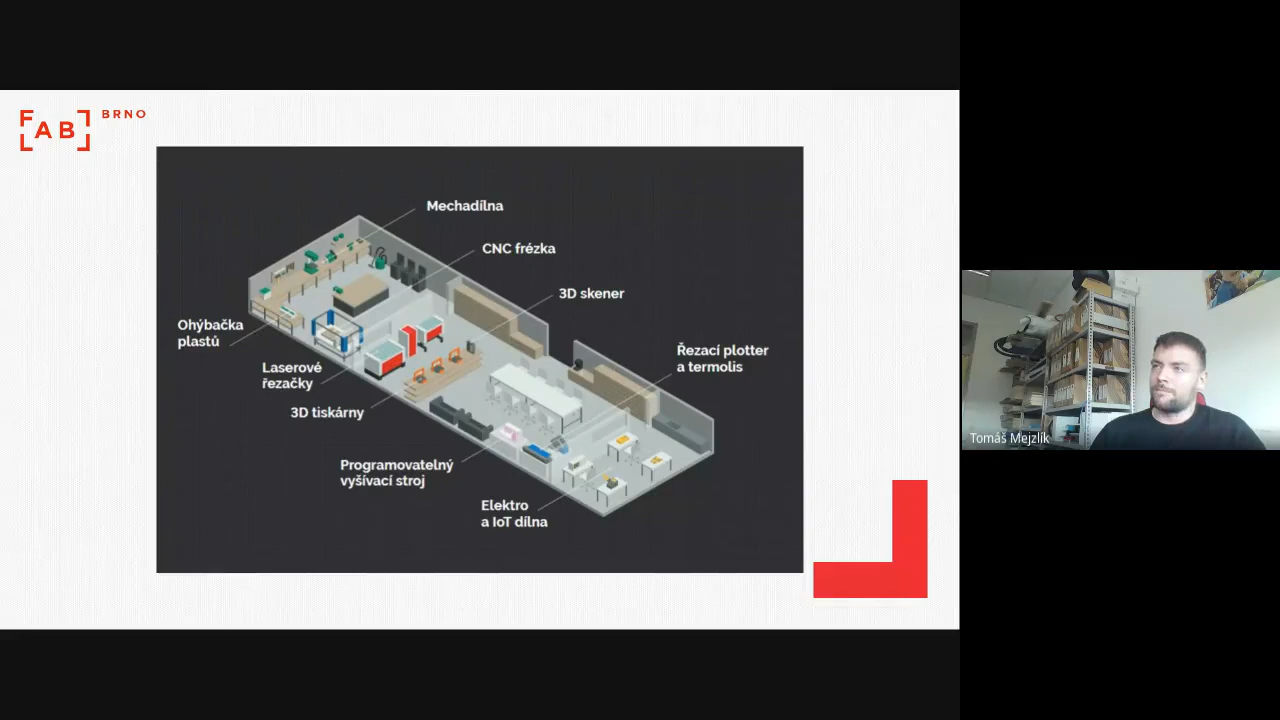 FAB BRNO
Mechadílna
CNC frézka
3D skener
Ohýbačka
plastů
Řezací plotter
a termolis
Laserové
řezačky
3D tiskárny
Programovatelný
vyšívací stroj
Elektro
a IoT dílna
Tomáš Mejzlík